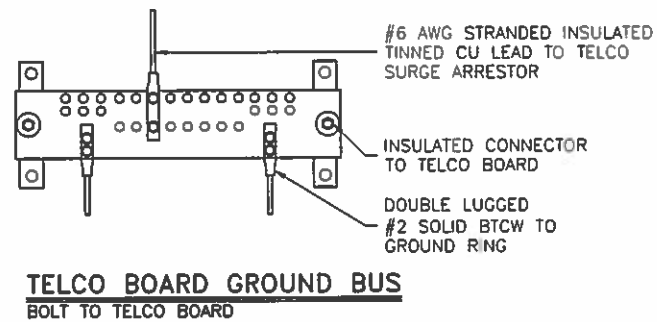 #6 AWG STRANDED INSULATED
TINNED CU LEAD TO TELCO
SURGE ARRESTOR
INSULATED CONNECTOR
TO TELCO BOARD
DOUBLE LUGGED
#2 SOLID BTCW TO
GROUND RING
TELCO BOARD GROUND BUS
BOLT TO TELCO BOARD